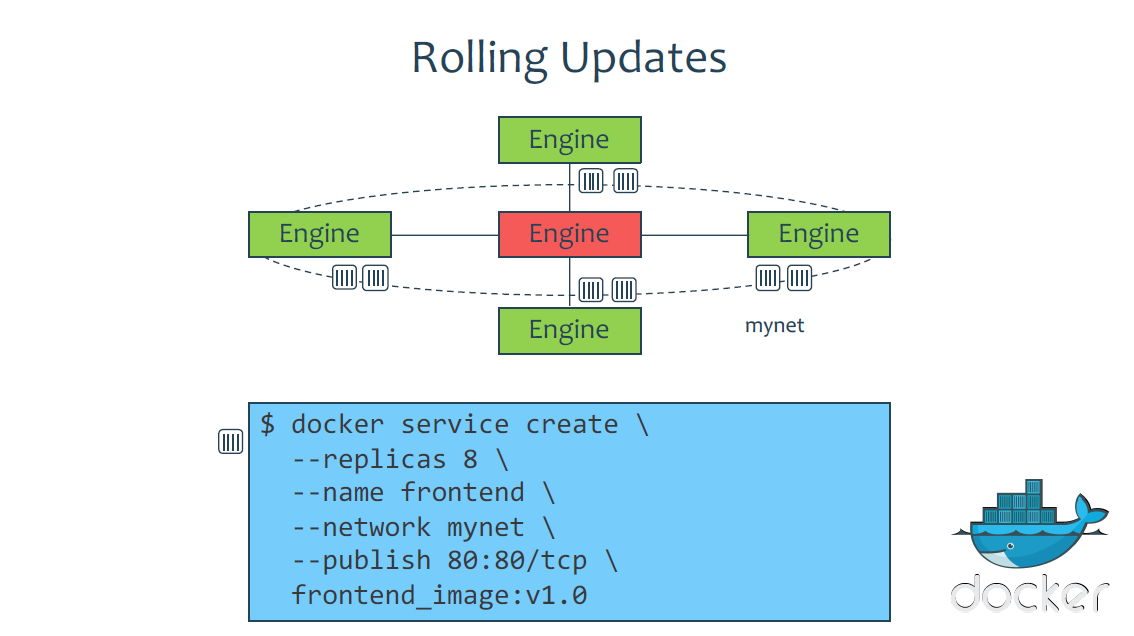 Rolling Updates
Engine
Engine
Engine
Engine
Engine
mynet
$ docker service create \
--replicas 8 \
--name frontend \
--network mynet \
--publish 80:80/tcp \
frontend_image:v1.0
docker